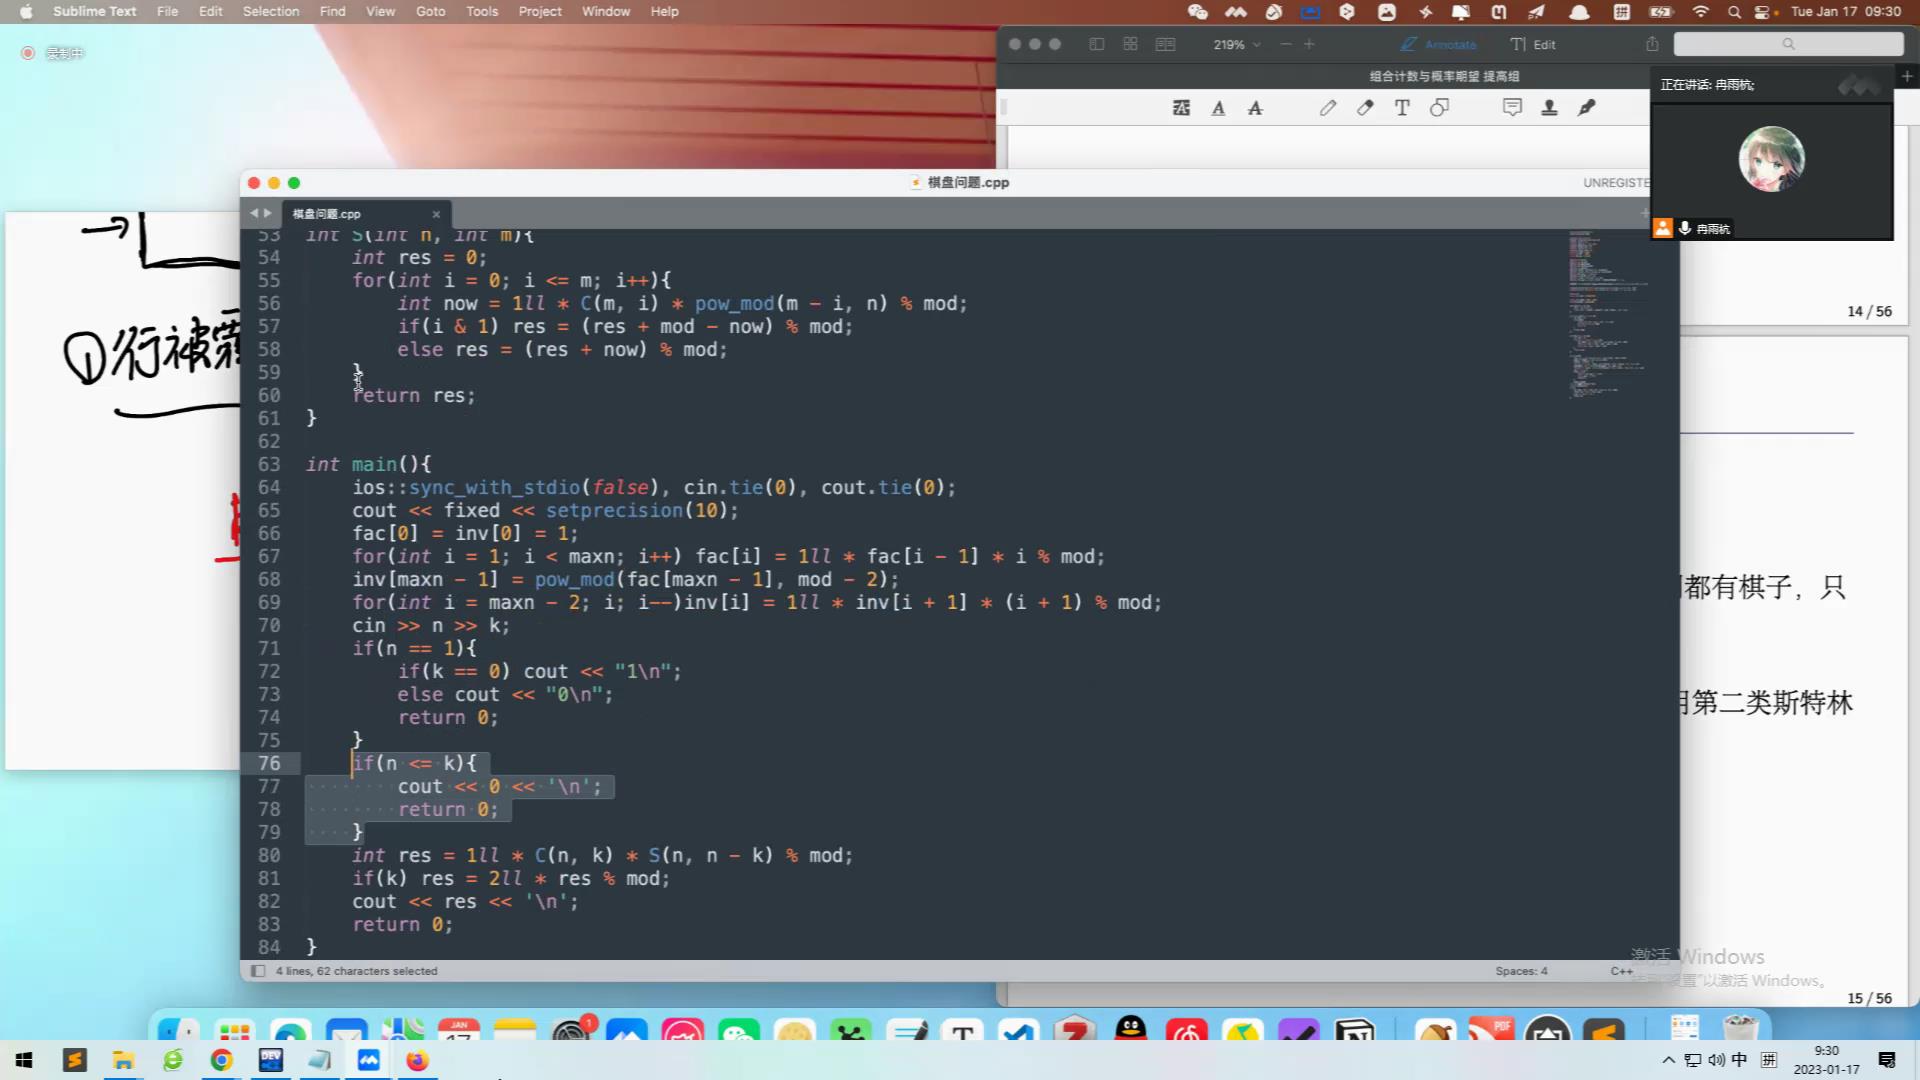 Sublime Text File Edit Selection Find View Goto Tools Project Window Help
Tue Jan 17 09:30
录制中
219%
Annotate
Edit
组合计数与概率期望 提高组
正在讲话: 冉雨杭;
冉雨杭
棋盘问题.cpp
UNREGISTE
棋盘问题.cpp
14 / 56
①行被
都有棋子，只
用第二类斯特林
15 / 56
53 int S(int n, int m){
54 int res = 0;
55 for(int i = 0; i <= m; i++){
56 int now = 1ll * C(m, i) * pow_mod(m - i, n) % mod;
57 if(i & 1) res = (res + mod - now) % mod;
58 else res = (res + now) % mod;
59 }
60 return res;
61 }
62
63 int main(){
64 ios::sync_with_stdio(false), cin.tie(0), cout.tie(0);
65 cout << fixed << setprecision(10);
66 fac[0] = inv[0] = 1;
67 for(int i = 1; i < maxn; i++) fac[i] = 1ll * fac[i - 1] * i % mod;
68 inv[maxn - 1] = pow_mod(fac[maxn - 1], mod - 2);
69 for(int i = maxn - 2; i; i--)inv[i] = 1ll * inv[i + 1] * (i + 1) % mod;
70 cin >> n >> k;
71 if(n == 1){
72 if(k == 0) cout << "1\n";
73 else cout << "0\n";
74 return 0;
75 }
76 if(n <= k){
77 cout << 0 << '\n';
78 return 0;
79 }
80 int res = 1ll * C(n, k) * S(n, n - k) % mod;
81 if(k) res = 2ll * res % mod;
82 cout << res << '\n';
83 return 0;
84 }
4 lines, 62 characters selected
Spaces: 4
C++
激活 Windows
转到"设置"以激活 Windows。
JAN
17
1
PDF
DEV
中
拼
9:30
2023-01-17